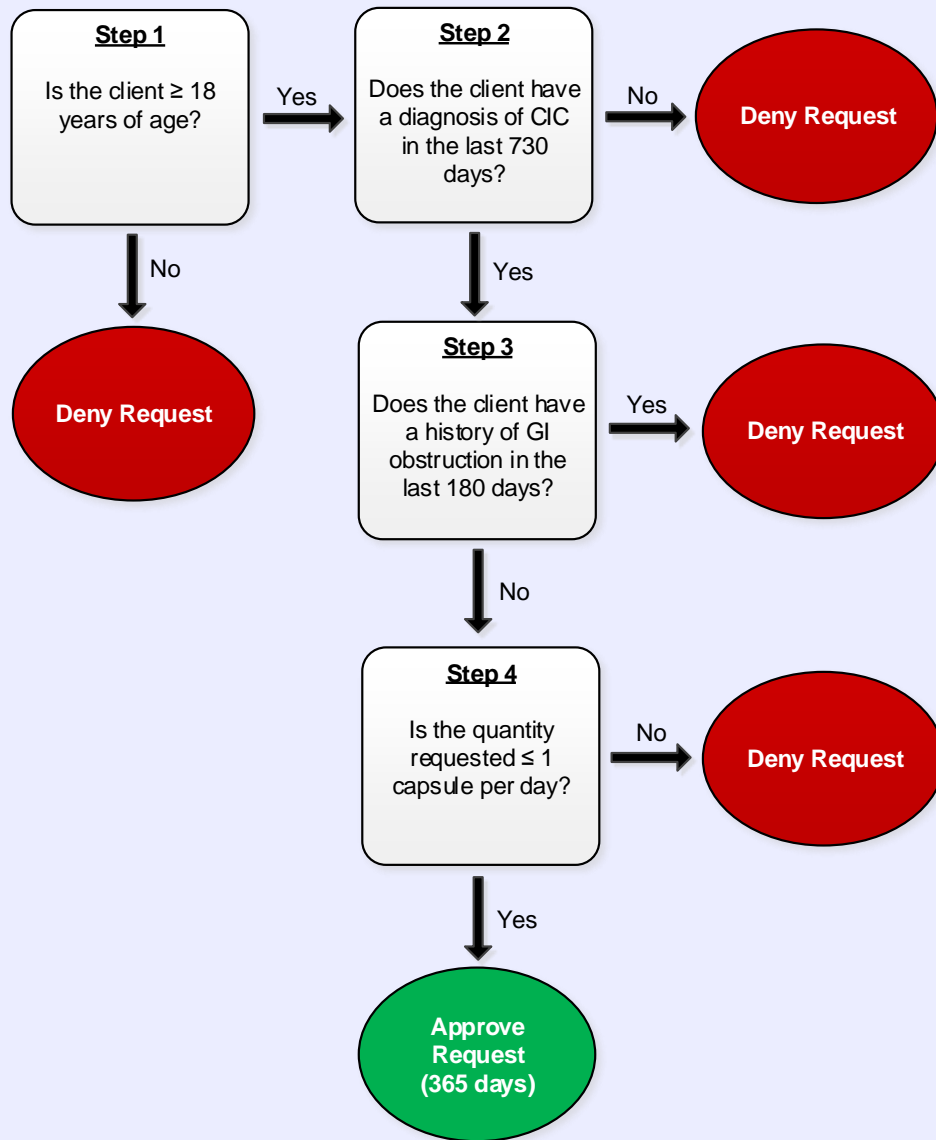 Step 1
Is the client ≥ 18
years of age?
Yes
Step 2
Does the client have
a diagnosis of CIC
in the last 730
days?
No
Deny Request
No
Deny Request
Yes
Step 3
Does the client have
a history of GI
obstruction in the
last 180 days?
Yes
Deny Request
No
Step 4
Is the quantity
requested ≤ 1
capsule per day?
No
Deny Request
Yes
Approve
Request
(365 days)